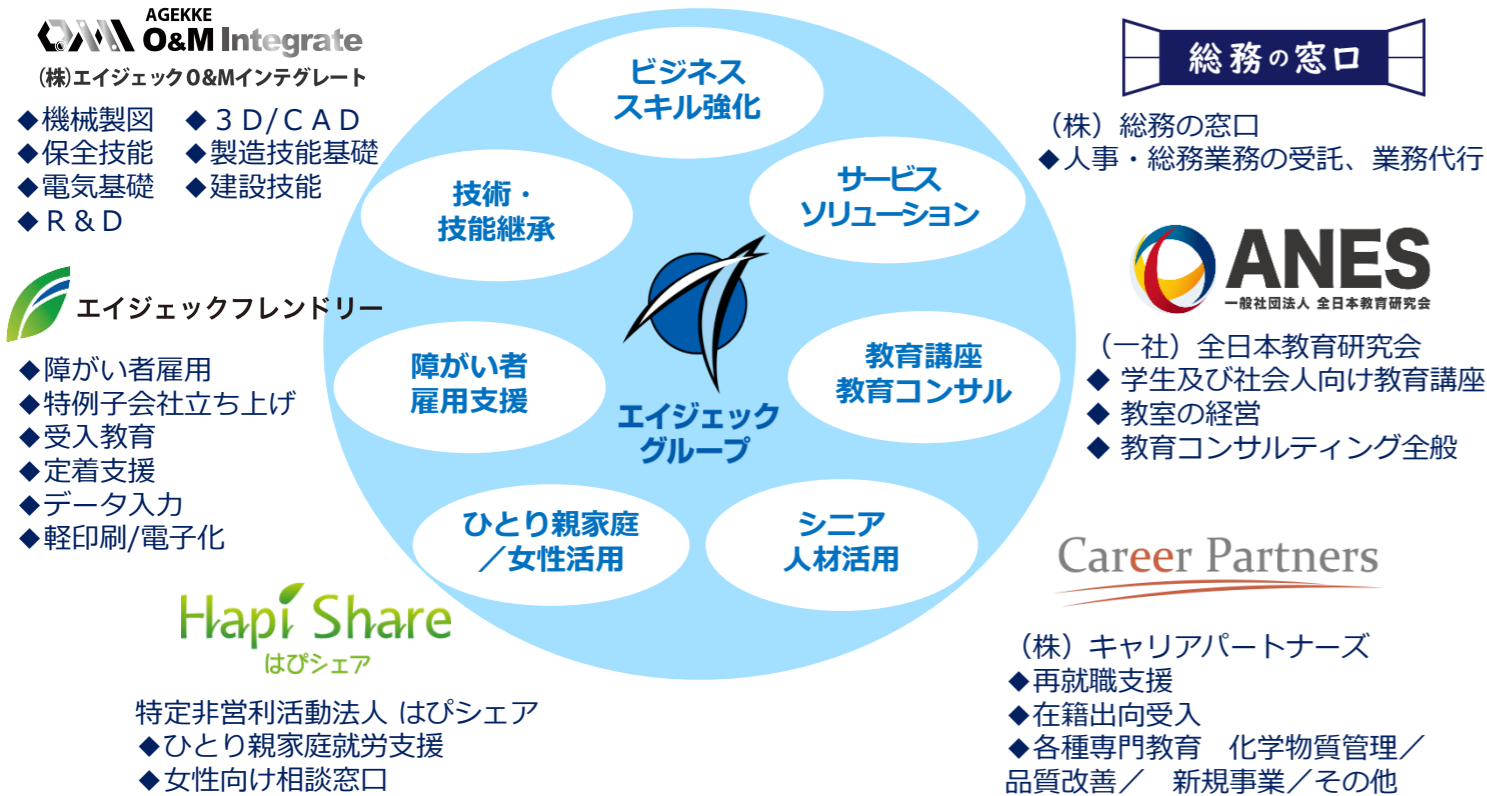 AGEKKE
O&M Integrate
(株)エイジェックO&Mインテグレート
◆機械製図 ◆３Ｄ/ＣＡＤ
◆保全技能 ◆製造技能基礎
◆電気基礎 ◆建設技能
◆Ｒ＆Ｄ
エイジェックフレンドリー
◆障がい者雇用
◆特例子会社立ち上げ
◆受入教育
◆定着支援
◆データ入力
◆軽印刷/電子化
Hapi Share
はぴシェア
特定非営利活動法人 はぴシェア
◆ひとり親家庭就労支援
◆女性向け相談窓口
ビジネス
スキル強化
技術・
技能継承
サービス
ソリューション
障がい者
雇用支援
エイジェック
グループ
教育講座
教育コンサル
ひとり親家庭
／女性活用
シニア
人材活用
総務の窓口
（株）総務の窓口
◆人事・総務業務の受託、業務代行
ANES
一般社団法人 全日本教育研究会
（一社）全日本教育研究会
◆ 学生及び社会人向け教育講座
◆ 教室の経営
◆ 教育コンサルティング全般
Career Partners
（株）キャリアパートナーズ
◆再就職支援
◆在籍出向受入
◆各種専門教育　化学物質管理／
品質改善／　新規事業／その他